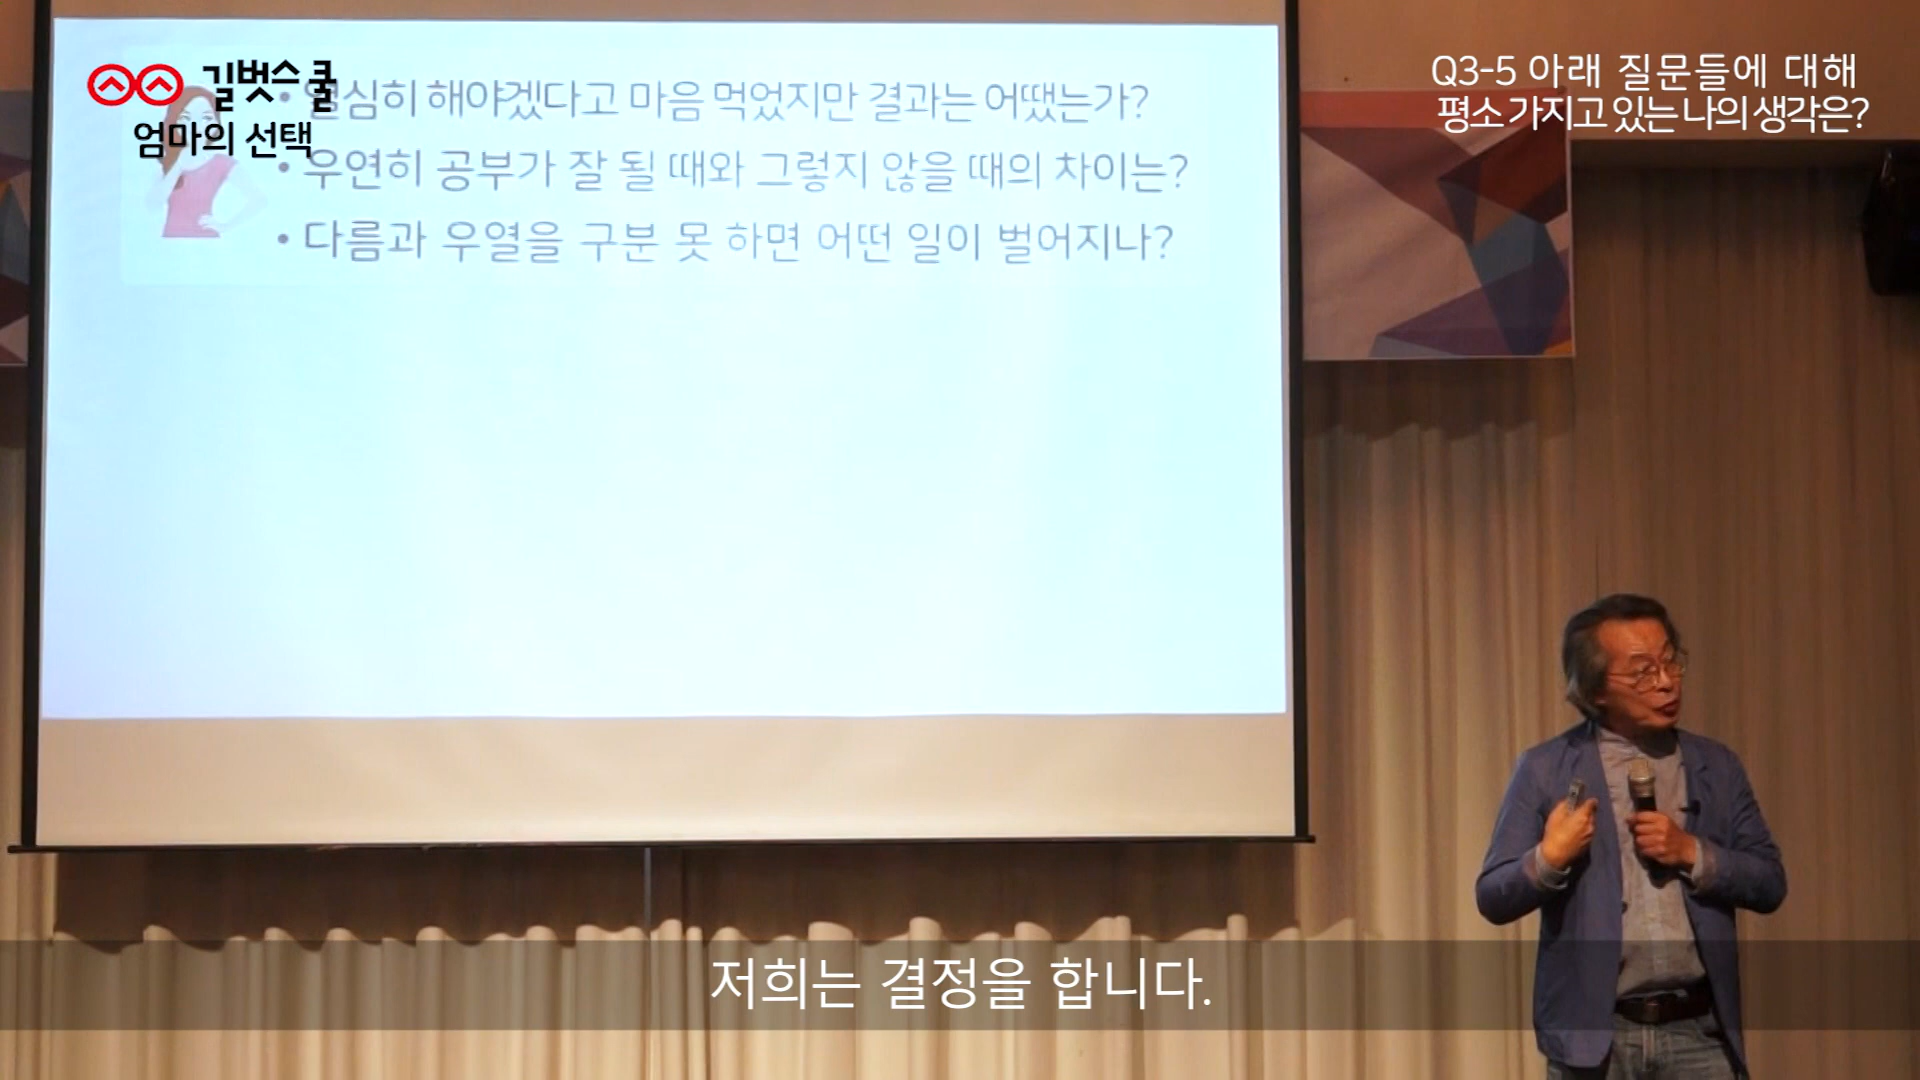 길벗스쿨
엄마의 선택
Q3-5 아래 질문들에 대해
평소 가지고 있는 나의 생각은?
• 열심히 해야겠다고 마음 먹었지만 결과는 어땠는가?
• 우연히 공부가 잘 될 때와 그렇지 않을 때의 차이는?
• 다름과 우열을 구분 못 하면 어떤 일이 벌어지나?
저희는 결정을 합니다.